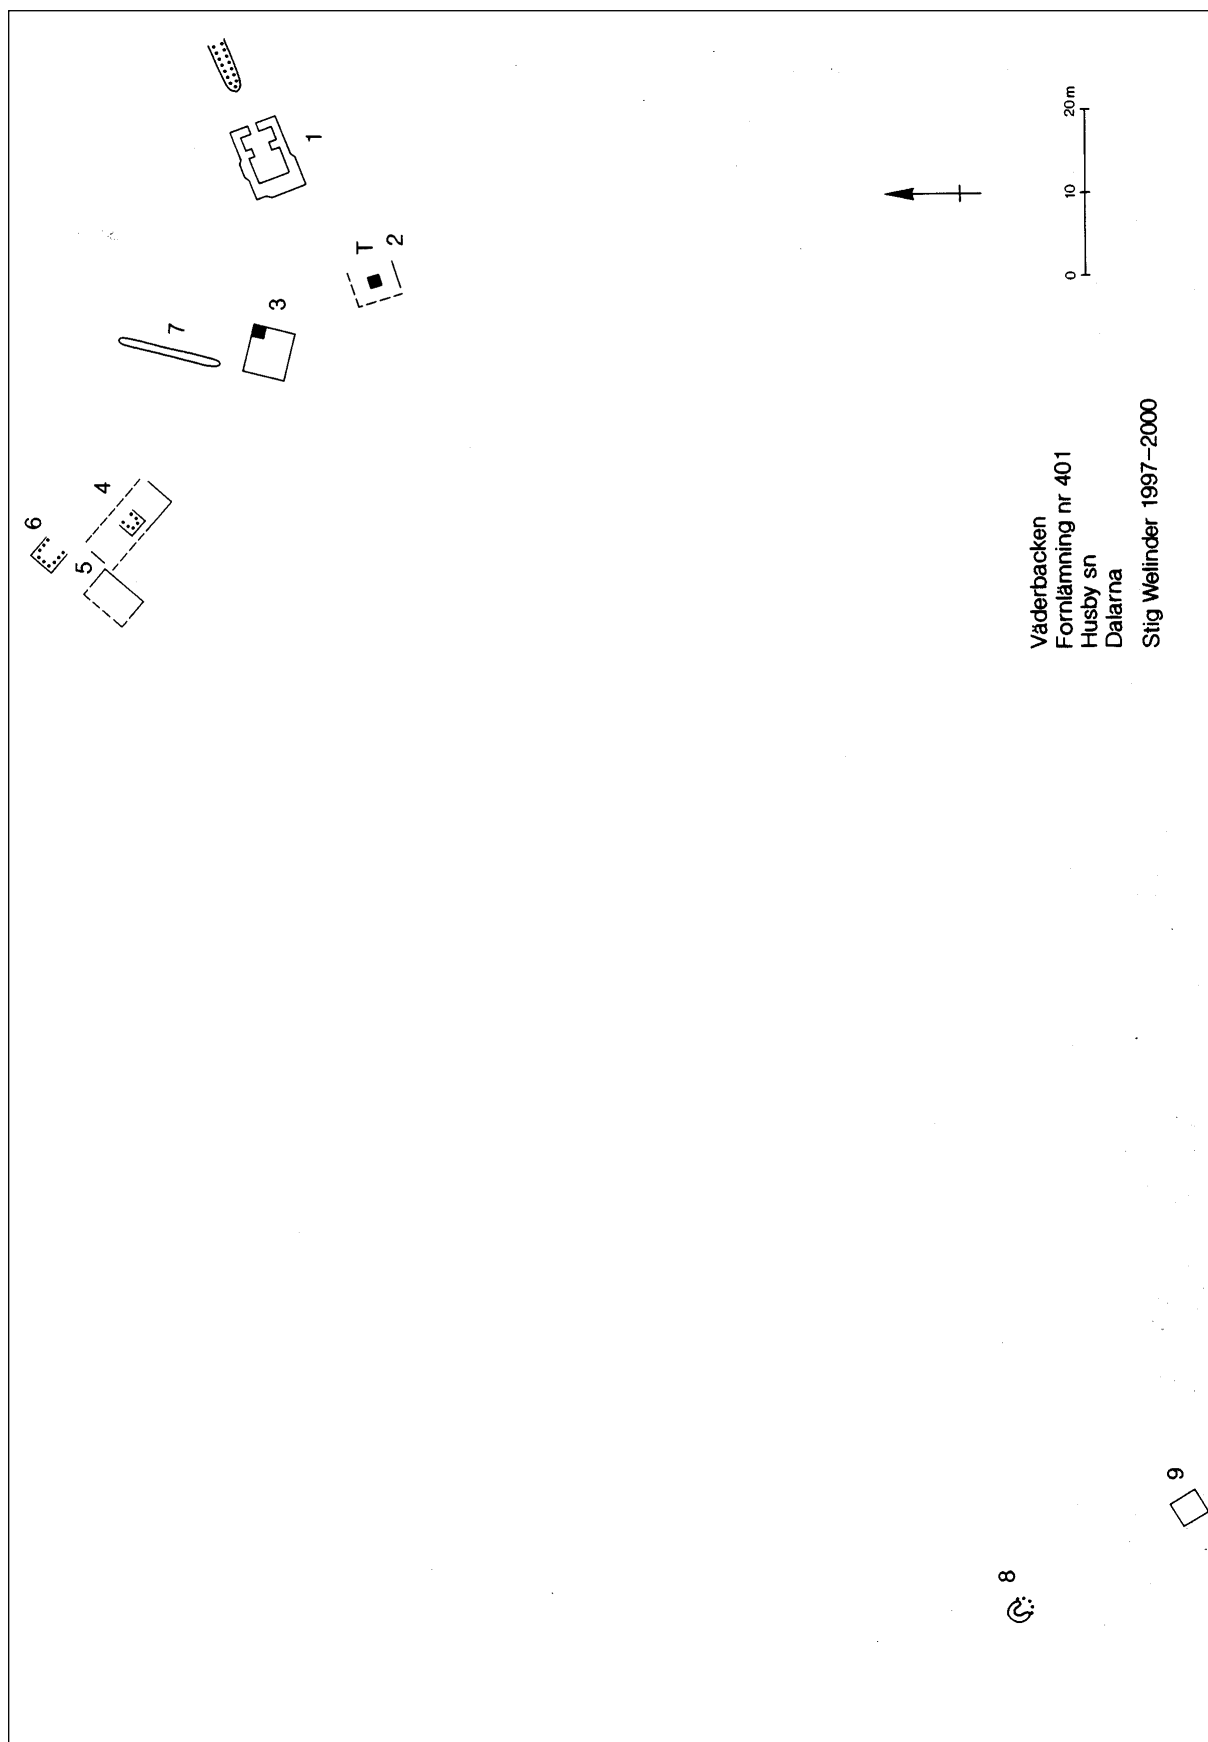 6
5
4
7
3
T
2
1
8
9
0 10 20 m
Väderbacken
Fornlämning nr 401
Husby sn
Dalarna
Stig Welinder 1997–2000